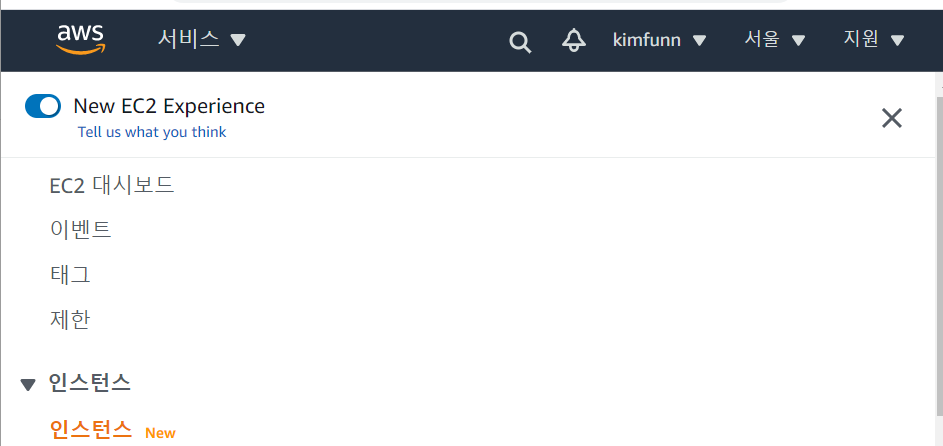 aws 서비스 kimfunn 서울 지원
New EC2 Experience
Tell us what you think
EC2 대시보드
이벤트
태그
제한
인스턴스
인스턴스 New